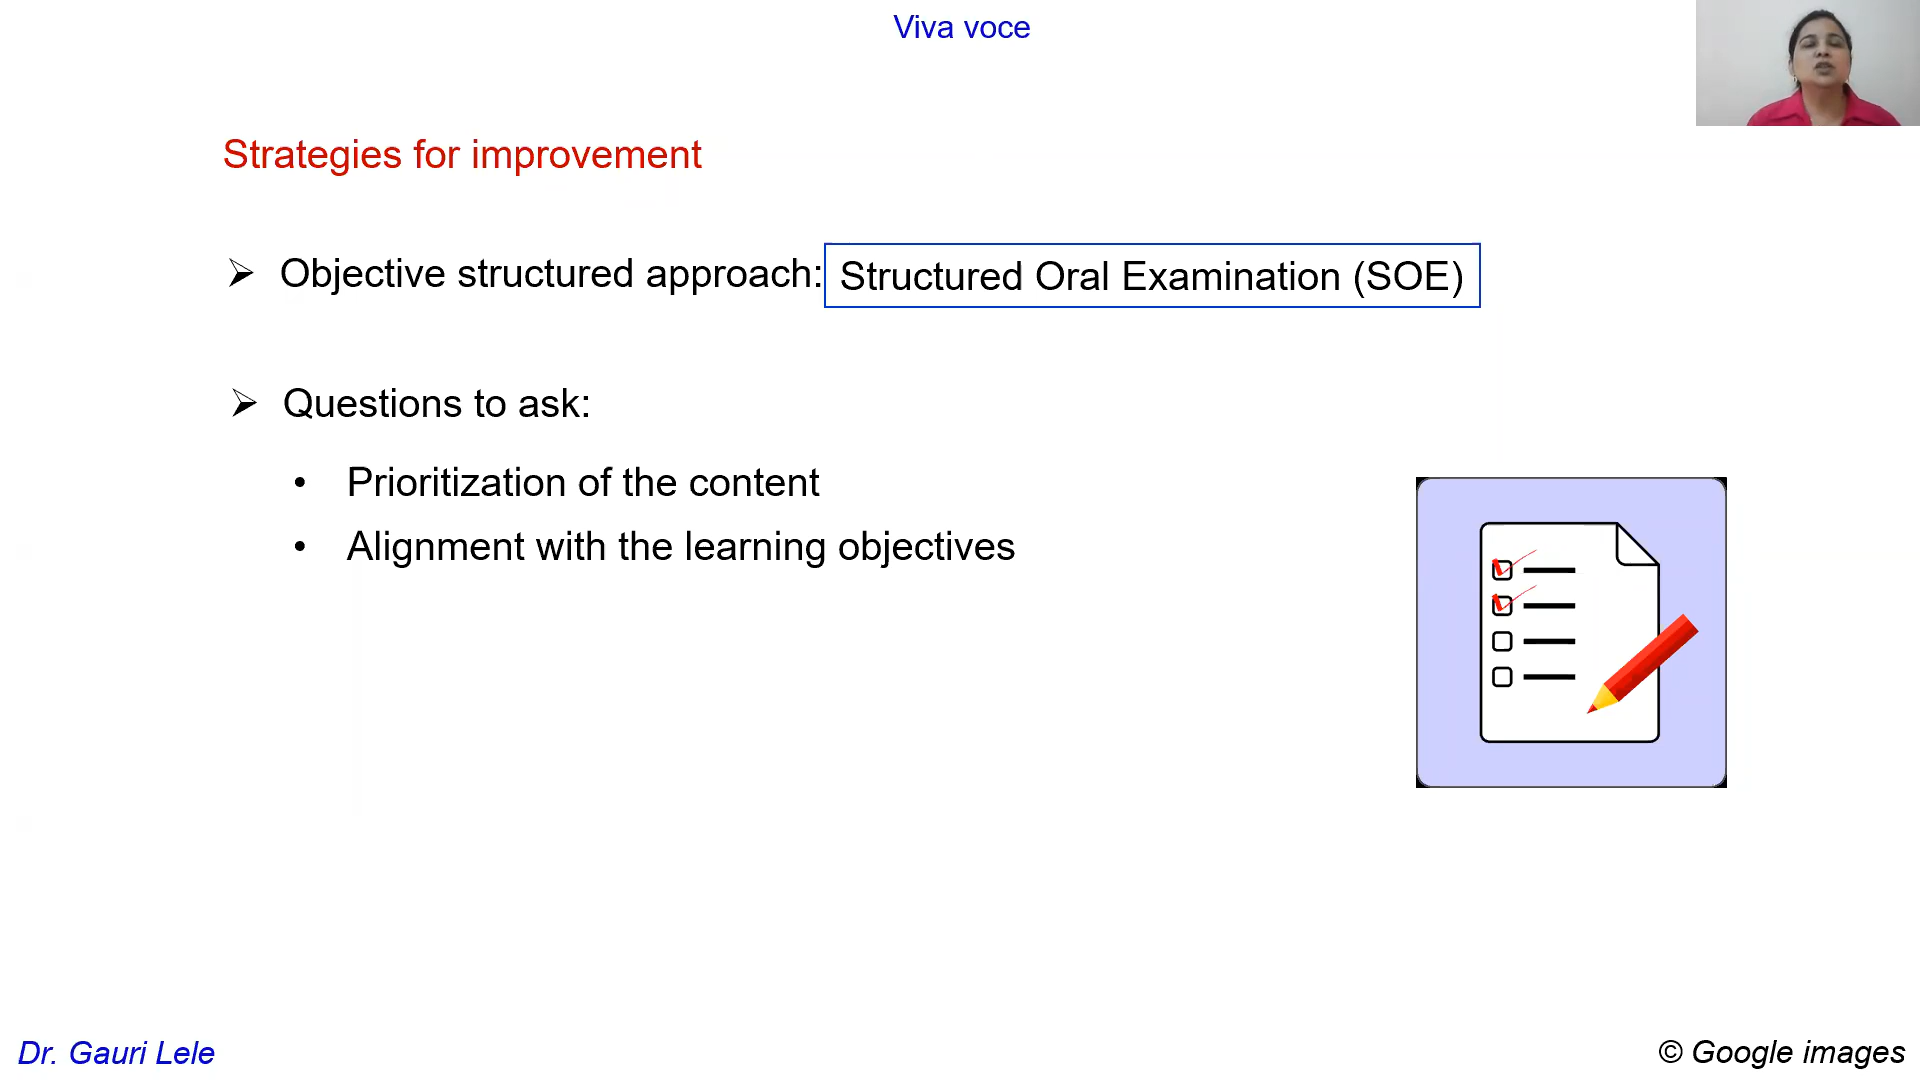 Viva voce
Strategies for improvement
➢ Objective structured approach: Structured Oral Examination (SOE)
➢ Questions to ask:
• Prioritization of the content
• Alignment with the learning objectives
Dr. Gauri Lele
© Google images